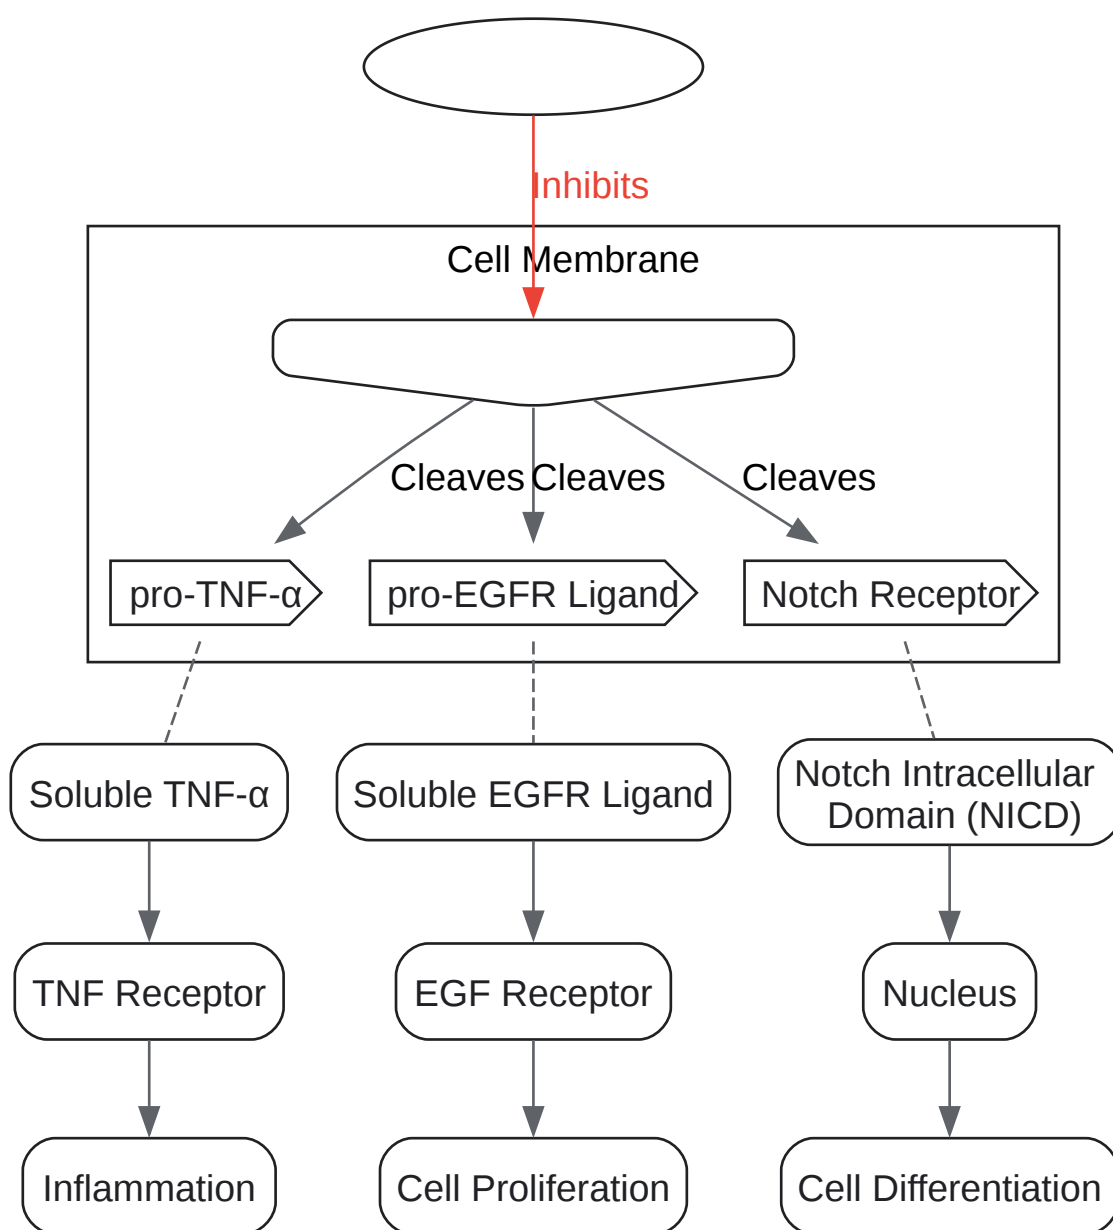 Inhibits
Cell Membrane
Cleaves Cleaves Cleaves
pro-TNF-α pro-EGFR Ligand Notch Receptor
Soluble TNF-α Soluble EGFR Ligand Notch Intracellular
Domain (NICD)
TNF Receptor EGF Receptor Nucleus
Inflammation Cell Proliferation Cell Differentiation